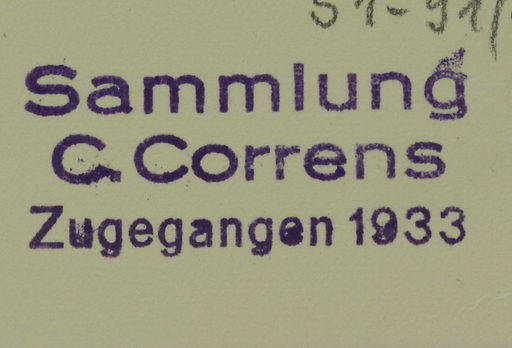 Sammlung
C. Correns
Zugegangen 1933